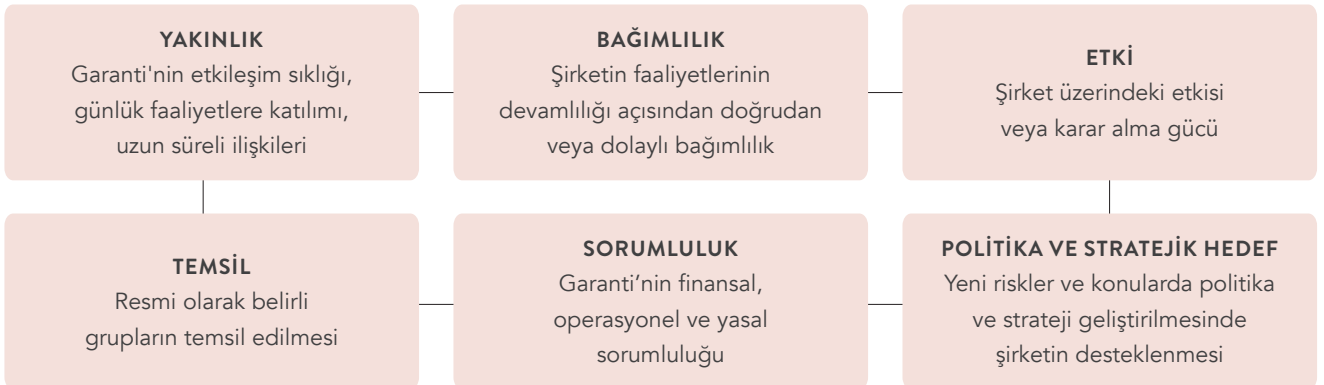 YAKINLIK
Garanti'nin etkileşim sıklığı,
günlük faaliyetlere katılımı,
uzun süreli ilişkileri
BAĞIMLILIK
Şirketin faaliyetlerinin
devamlılığı açısından doğrudan
veya dolaylı bağımlılık
ETKİ
Şirket üzerindeki etkisi
veya karar alma gücü
TEMSİL
Resmi olarak belirli
grupların temsil edilmesi
SORUMLULUK
Garanti’nin finansal,
operasyonel ve yasal
sorumluluğu
POLİTİKA VE STRATEJİK HEDEF
Yeni riskler ve konularda politika
ve strateji geliştirilmesinde
şirketin desteklenmesi